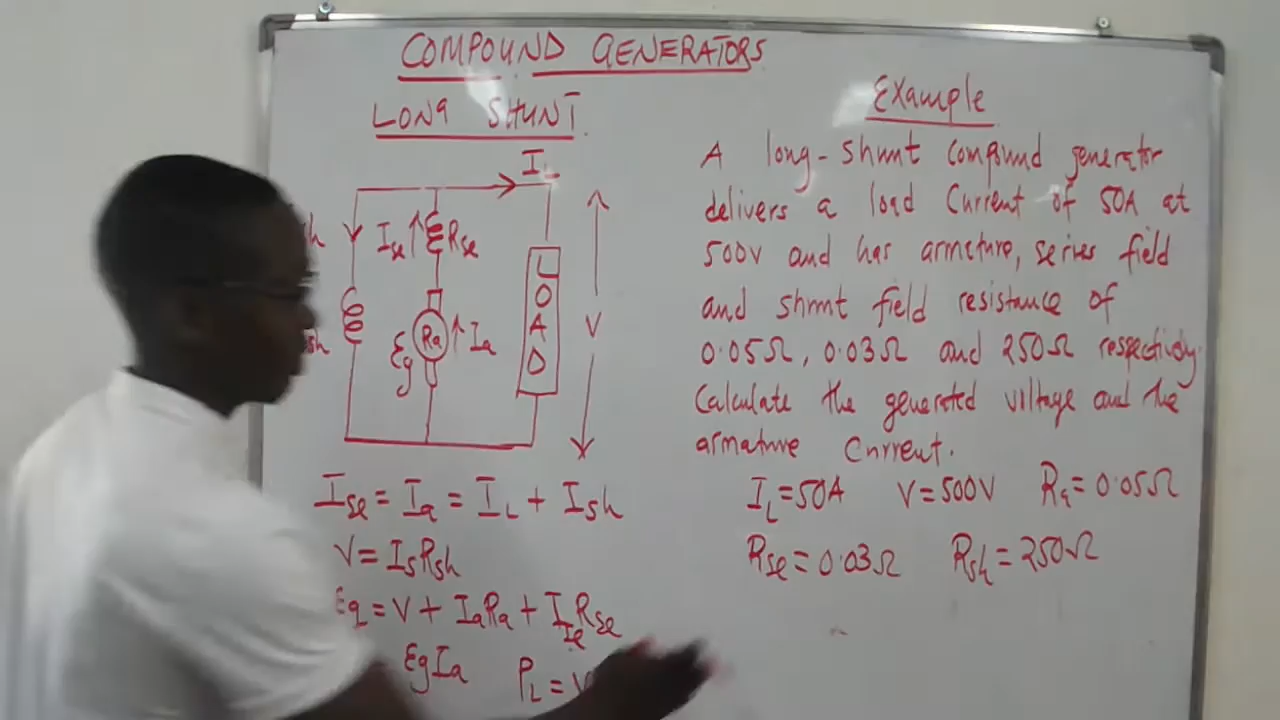 COMPOUND GENERATORS
LONG SHUNT
IL
Ise Rse
Eg Ra Ia
LOAD
V
Ise = Ia = IL + Ish
V = IsRsh
Eg = V + IaRa + IseRse
EgIa PL = V
Example
A long-shunt compound generator
delivers a load current of 50A at
500V and has armature, series field
and shunt field resistance of
0.05Ω, 0.03Ω and 250Ω respectively.
Calculate the generated voltage and the
armature current.
IL = 50A V = 500V Ra = 0.05Ω
Rse = 0.03Ω Rsh = 250Ω